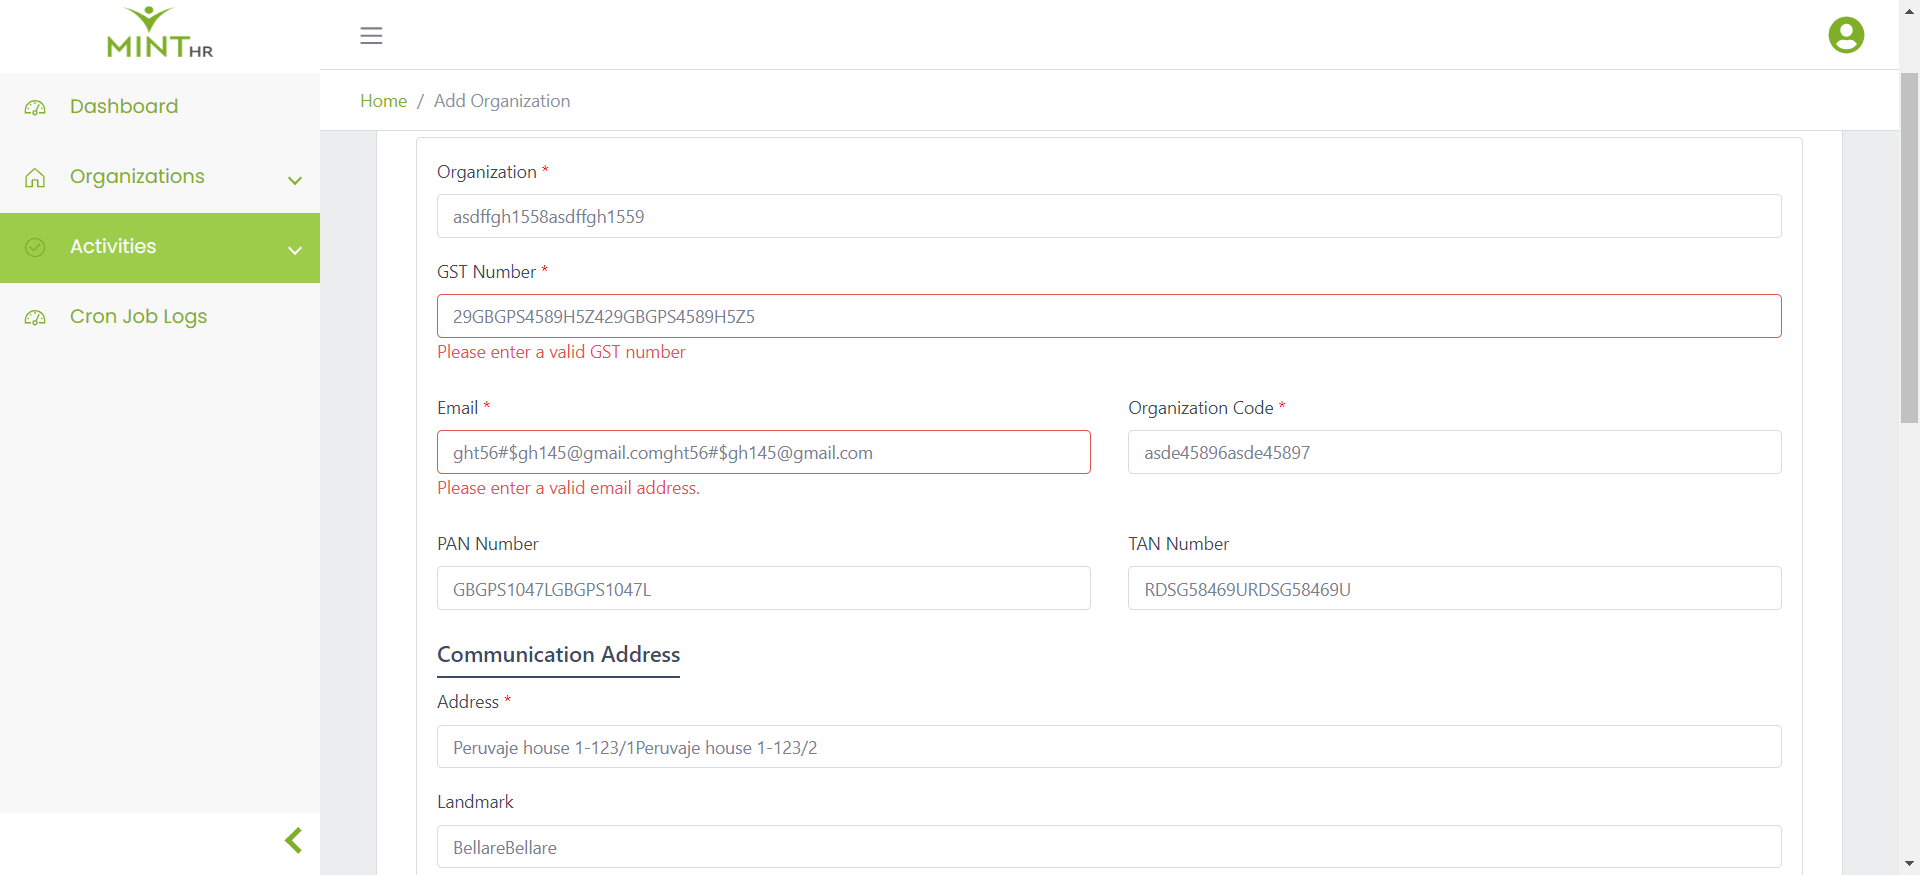 MINT HR
Dashboard
Organizations
Activities
Cron Job Logs
Home / Add Organization
Organization *
asdffgh1558asdffgh1559
GST Number *
29GBGPS4589H5Z429GBGPS4589H5Z5
Please enter a valid GST number
Email *
ght56#$gh145@gmail.comght56#$gh145@gmail.com
Please enter a valid email address.
Organization Code *
asde45896asde45897
PAN Number
GBGPS1047LGBGPS1047L
TAN Number
RDSG58469URDSG58469U
Communication Address
Address *
Peruvaje house 1-123/1Peruvaje house 1-123/2
Landmark
BellareBellare